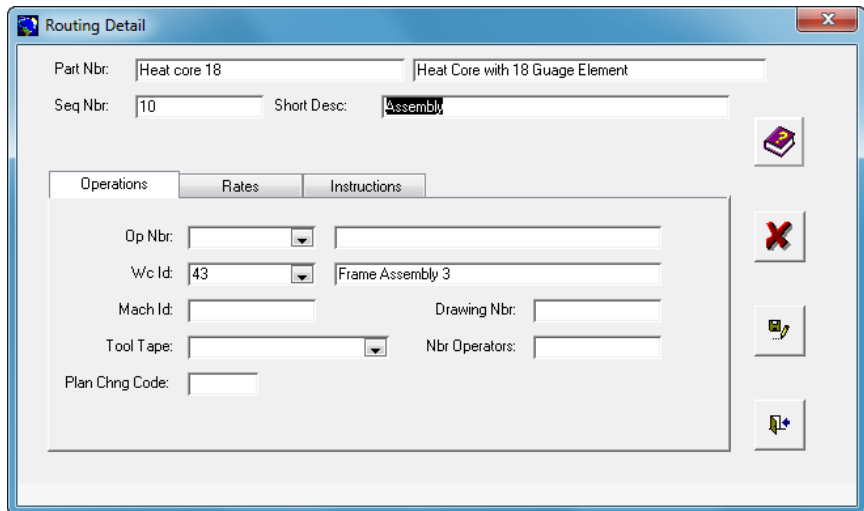 Routing Detail
Part Nbr: Heat core 18 Heat Core with 18 Guage Element
Seq Nbr: 10 Short Desc: Assembly
Operations Rates Instructions
Op Nbr:
Wc Id: 43 Frame Assembly 3
Mach Id: Drawing Nbr:
Tool Tape: Nbr Operators:
Plan Chng Code: